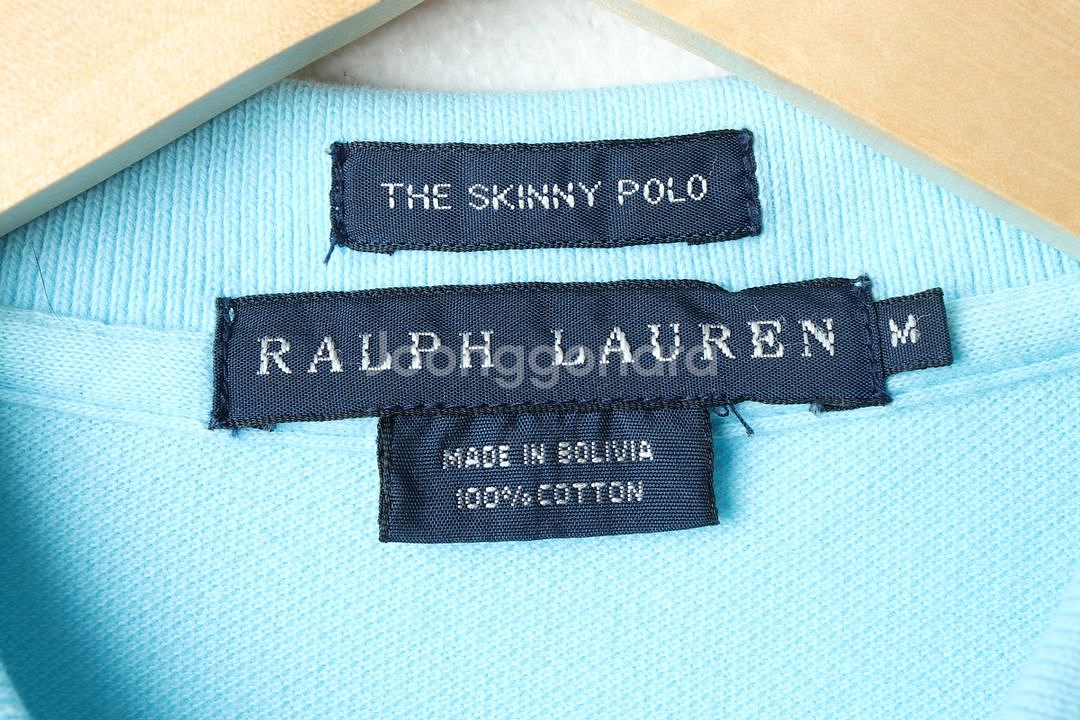 THE SKINNY POLO
RALPH LAUREN
M
MADE IN BOLIVIA
100% COTTON